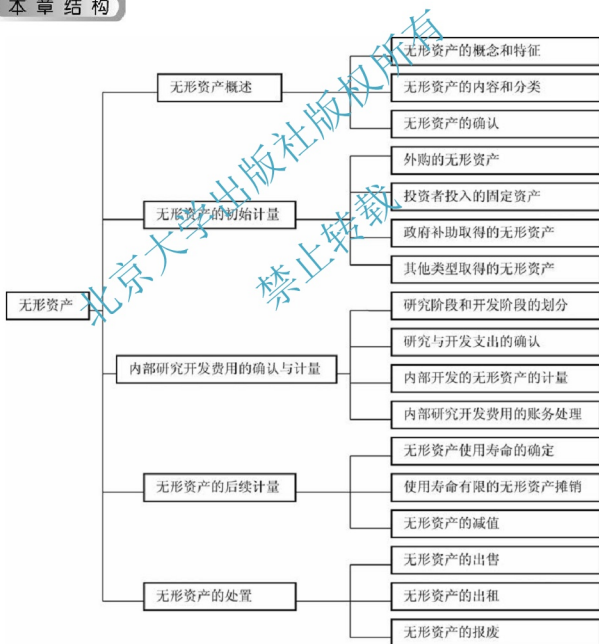 本章结构
无形资产的概念和特征
无形资产概述
无形资产的内容和分类
无形资产的确认
外购的无形资产
投资者投入的固定资产
无形资产的初始计量
政府补助取得的无形资产
其他类型取得的无形资产
无形资产
研究阶段和开发阶段的划分
研究与开发支出的确认
内部研究开发费用的确认与计量
内部开发的无形资产的计量
内部研究开发费用的账务处理
无形资产使用寿命的确定
无形资产的后续计量
使用寿命有限的无形资产摊销
无形资产的减值
无形资产的出售
无形资产的处置
无形资产的出租
无形资产的报废
北京大学出版社版权所有
禁止转载